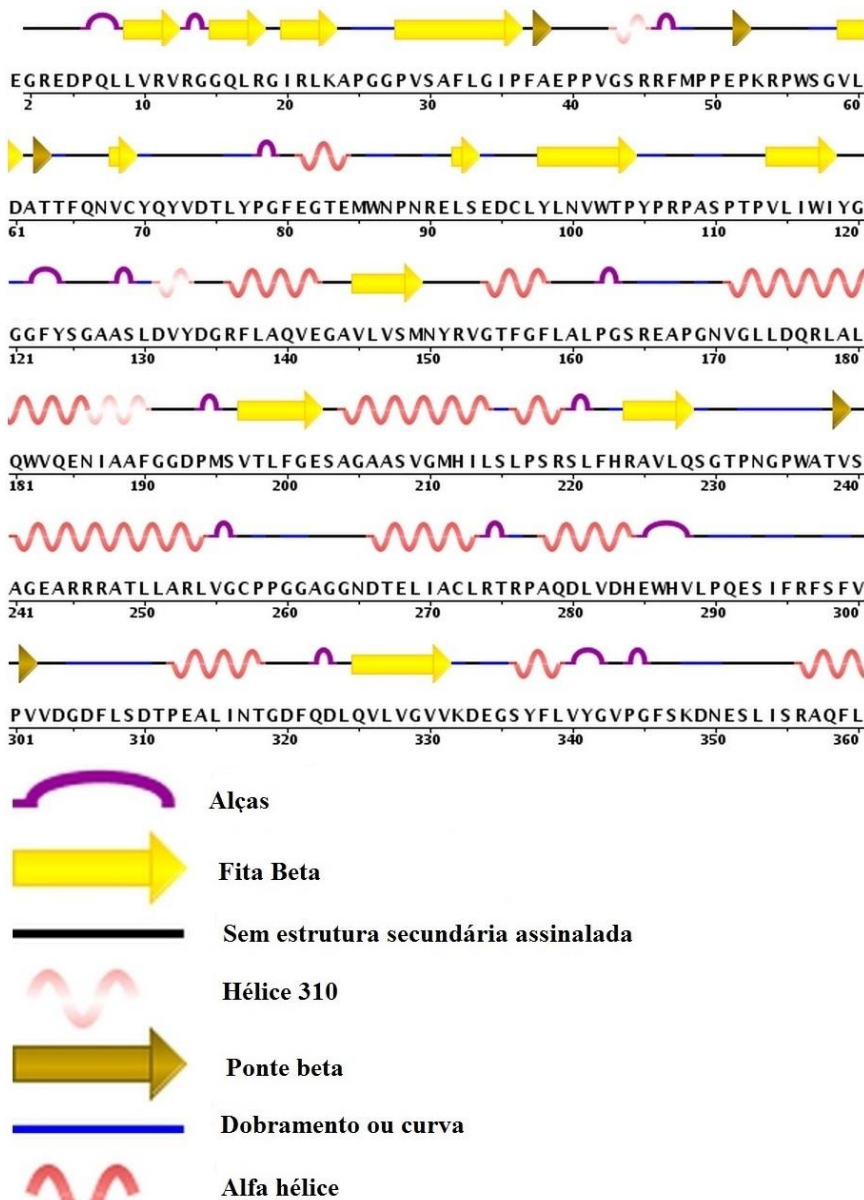 EGREDPQLLVRVRGGQLRGIRLKAPGGPVSAFLGIPFAEPPVGSRRFMPPEPKRPWSGVL
2 10 20 30 40 50 60
DATTFQNVCYQYVDTLYPGFEGTEMWNPNRELSEDCLYLNVWTPYPRPASPTPVLIWIYG
61 70 80 90 100 110 120
GGFYSGAASLDVYDGRFLAQVEGAVLVSMNYRVGTFGFLALPGSREAPGNVGLLDQRLAL
121 130 140 150 160 170 180
QWVQENIAAFGGDPMSVTLFGESAGAASVGMHILSLPSRSLFHRAVLQSGTPNGPWATVS
181 190 200 210 220 230 240
AGEARRRATLLARLVGCPPGGAGGNDTELIACLRTRPAQDLVDHEWHVLPQESIFRFSFV
241 250 260 270 280 290 300
PVVDGDFLSDTPEALINTGDFQDLQVLVGVVKDEGSYFLVYGVPGFSKDNESLISRAQFL
301 310 320 330 340 350 360
Alças
Fita Beta
Sem estrutura secundária assinalada
Hélice 310
Ponte beta
Dobramento ou curva
Alfa hélice